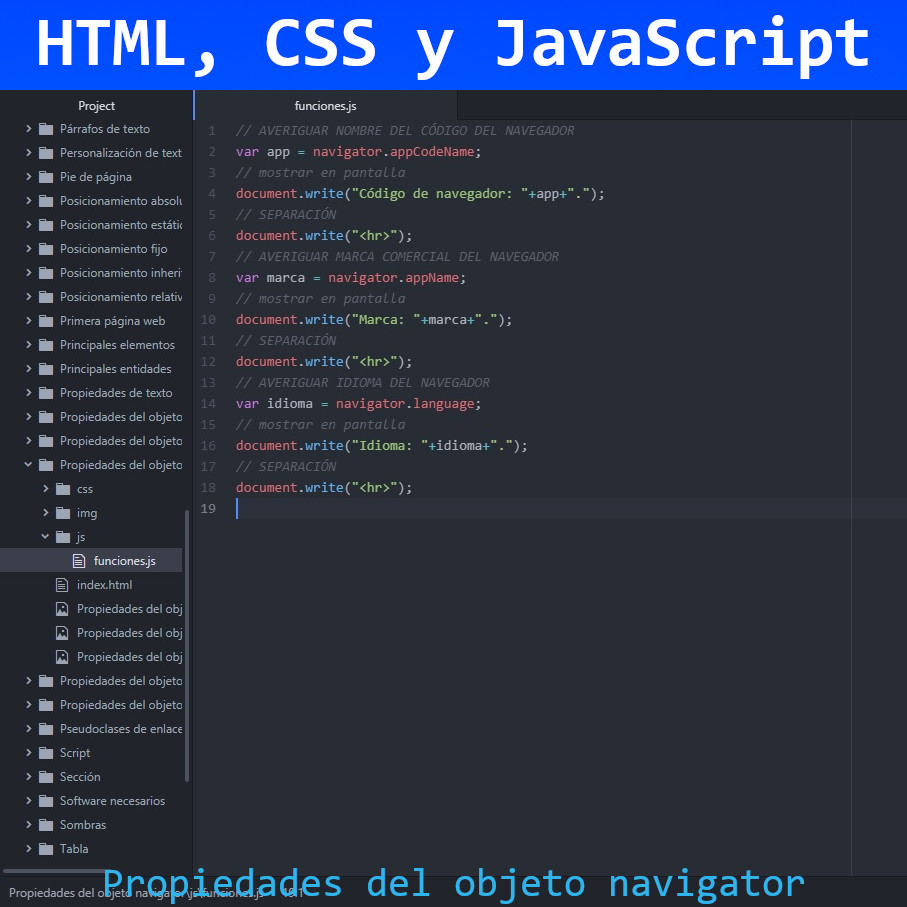 HTML, CSS y JavaScript
Project
Párrafos de texto
Personalización de text
Pie de página
Posicionamiento absolu
Posicionamiento estátic
Posicionamiento fijo
Posicionamiento inheri
Posicionamiento relativ
Primera página web
Principales elementos
Principales entidades
Propiedades de texto
Propiedades del objeto
Propiedades del objeto
Propiedades del objeto
css
img
js
funciones.js
index.html
Propiedades del obj
Propiedades del obj
Propiedades del obj
Propiedades del objeto
Propiedades del objeto
Pseudoclases de enlace
Script
Sección
Software necesarios
Sombras
Tabla
funciones.js
1 // AVERIGUAR NOMBRE DEL CÓDIGO DEL NAVEGADOR
2 var app = navigator.appCodeName;
3 // mostrar en pantalla
4 document.write("Código de navegador: "+app+".");
5 // SEPARACIÓN
6 document.write("<hr>");
7 // AVERIGUAR MARCA COMERCIAL DEL NAVEGADOR
8 var marca = navigator.appName;
9 // mostrar en pantalla
10 document.write("Marca: "+marca+".");
11 // SEPARACIÓN
12 document.write("<hr>");
13 // AVERIGUAR IDIOMA DEL NAVEGADOR
14 var idioma = navigator.language;
15 // mostrar en pantalla
16 document.write("Idioma: "+idioma+".");
17 // SEPARACIÓN
18 document.write("<hr>");
19
Propiedades del objeto navigator\js\funciones.js 19:1
Propiedades del objeto navigator